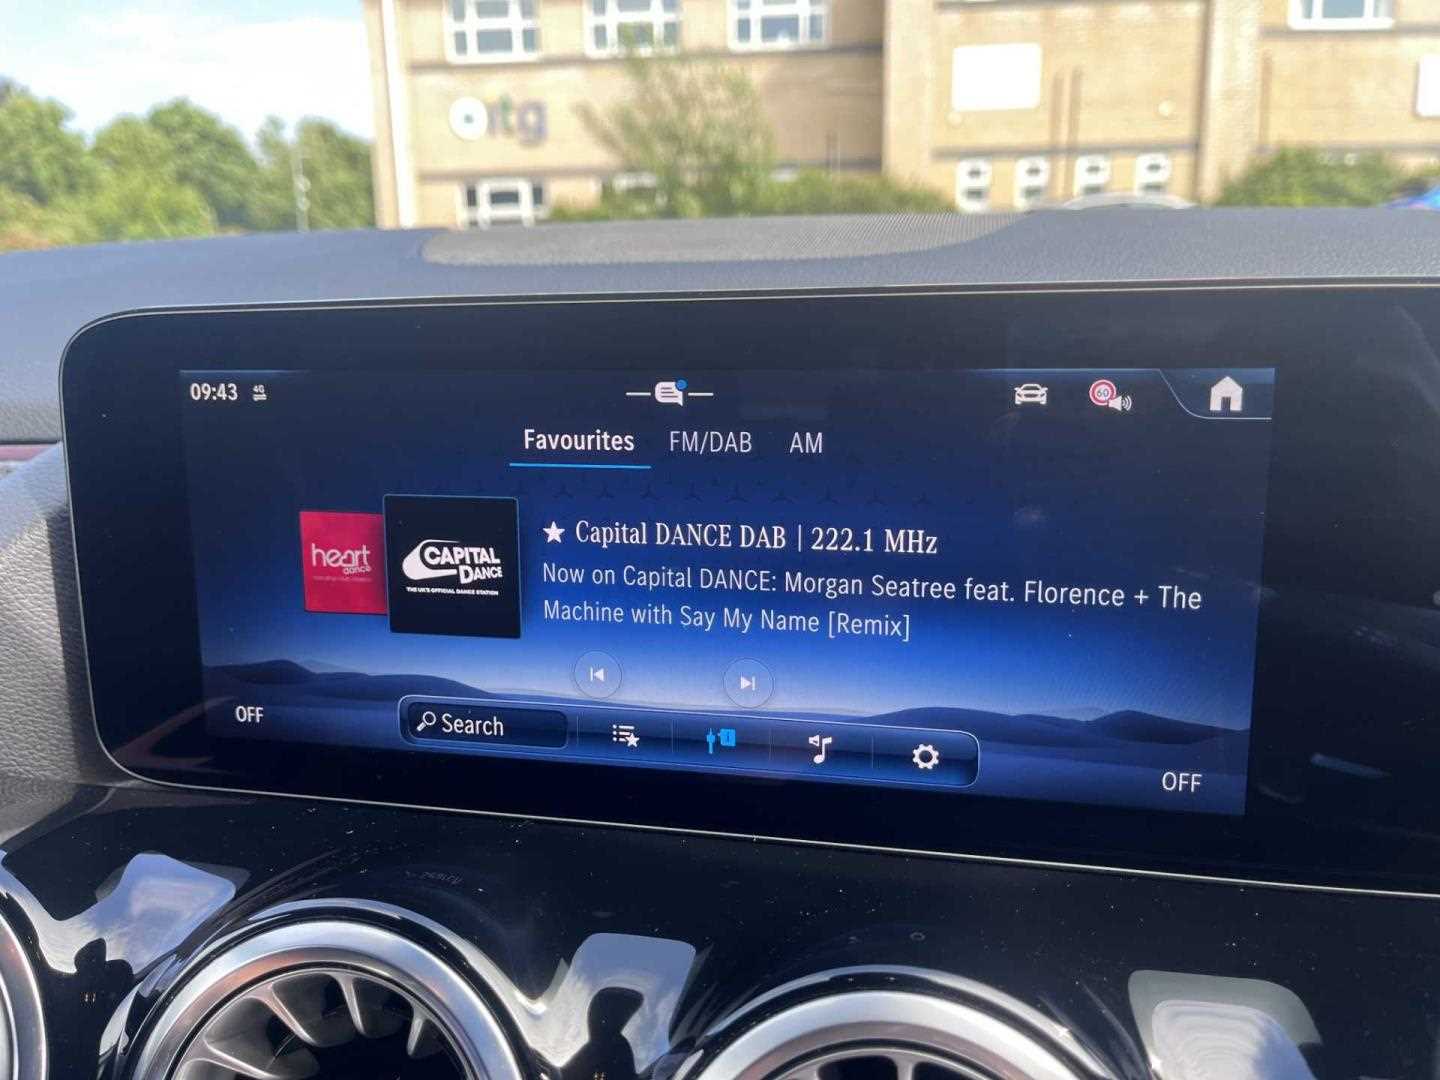 itg
09:43 4G
60
Favourites FM/DAB AM
heart
dance
CAPITAL
DANCE
THE UK'S OFFICIAL DANCE STATION
★ Capital DANCE DAB | 222.1 MHz
Now on Capital DANCE: Morgan Seatree feat. Florence + The
Machine with Say My Name [Remix]
OFF
Search
OFF